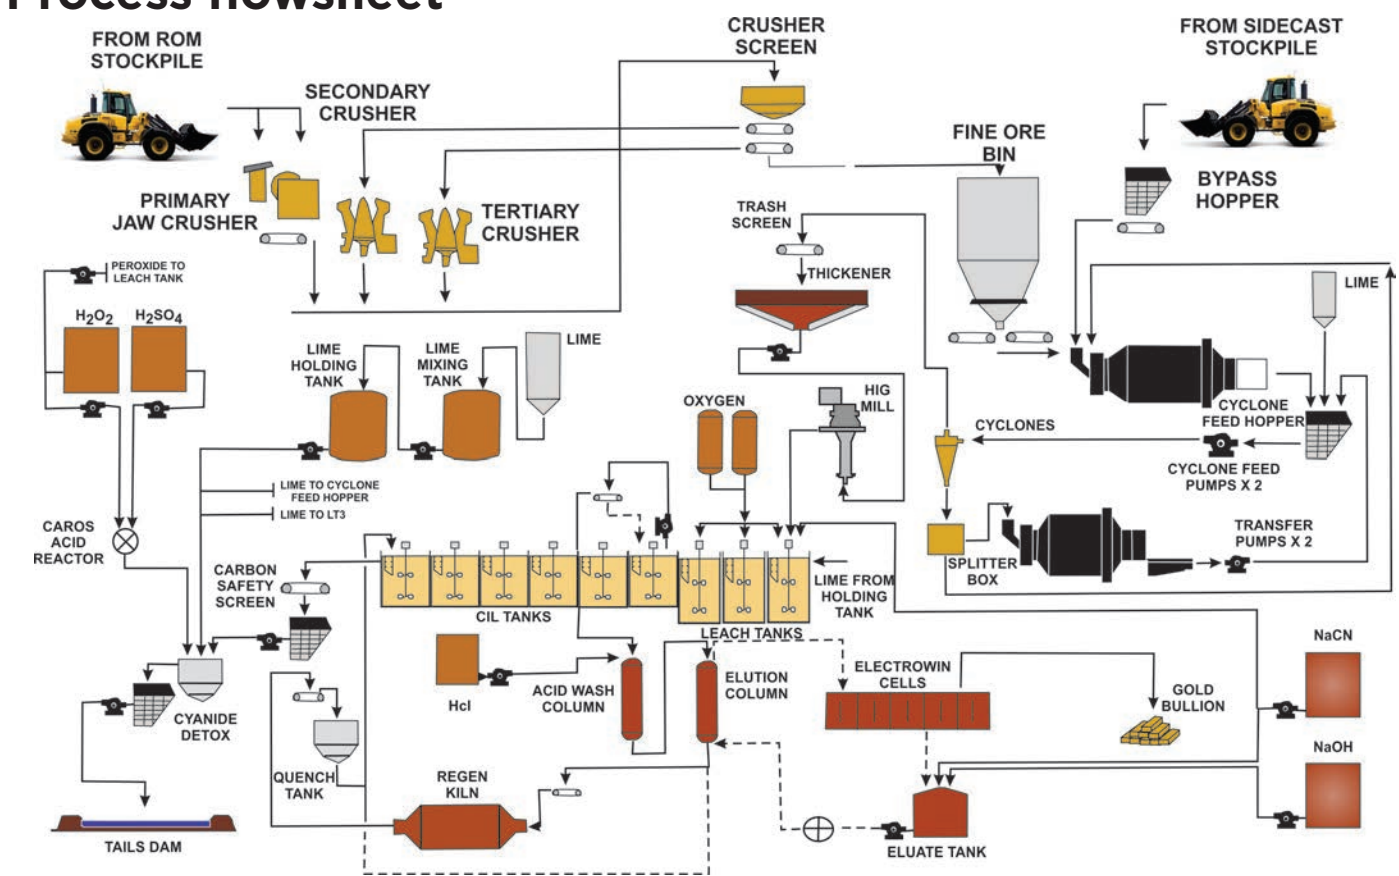 Process flowsheet
FROM ROM
STOCKPILE
SECONDARY
CRUSHER
CRUSHER
SCREEN
FROM SIDECAST
STOCKPILE
FINE ORE
BIN
BYPASS
HOPPER
PRIMARY
JAW CRUSHER
TERTIARY
CRUSHER
TRASH
SCREEN
THICKENER
PEROXIDE TO
LEACH TANK
H2O2
H2SO4
LIME
HOLDING
TANK
LIME
MIXING
TANK
LIME
LIME
OXYGEN
HIG
MILL
CYCLONE
FEED HOPPER
CYCLONES
CYCLONE FEED
PUMPS X 2
LIME TO CYCLONE
FEED HOPPER
LIME TO LT3
CAROS
ACID
REACTOR
CARBON
SAFETY
SCREEN
SPLITTER
BOX
TRANSFER
PUMPS X 2
LIME FROM
HOLDING
TANK
CIL TANKS
LEACH TANKS
NaCN
Hcl
ACID WASH
COLUMN
ELUTION
COLUMN
ELECTROWIN
CELLS
GOLD
BULLION
CYANIDE
DETOX
NaOH
QUENCH
TANK
REGEN
KILN
TAILS DAM
ELUATE TANK